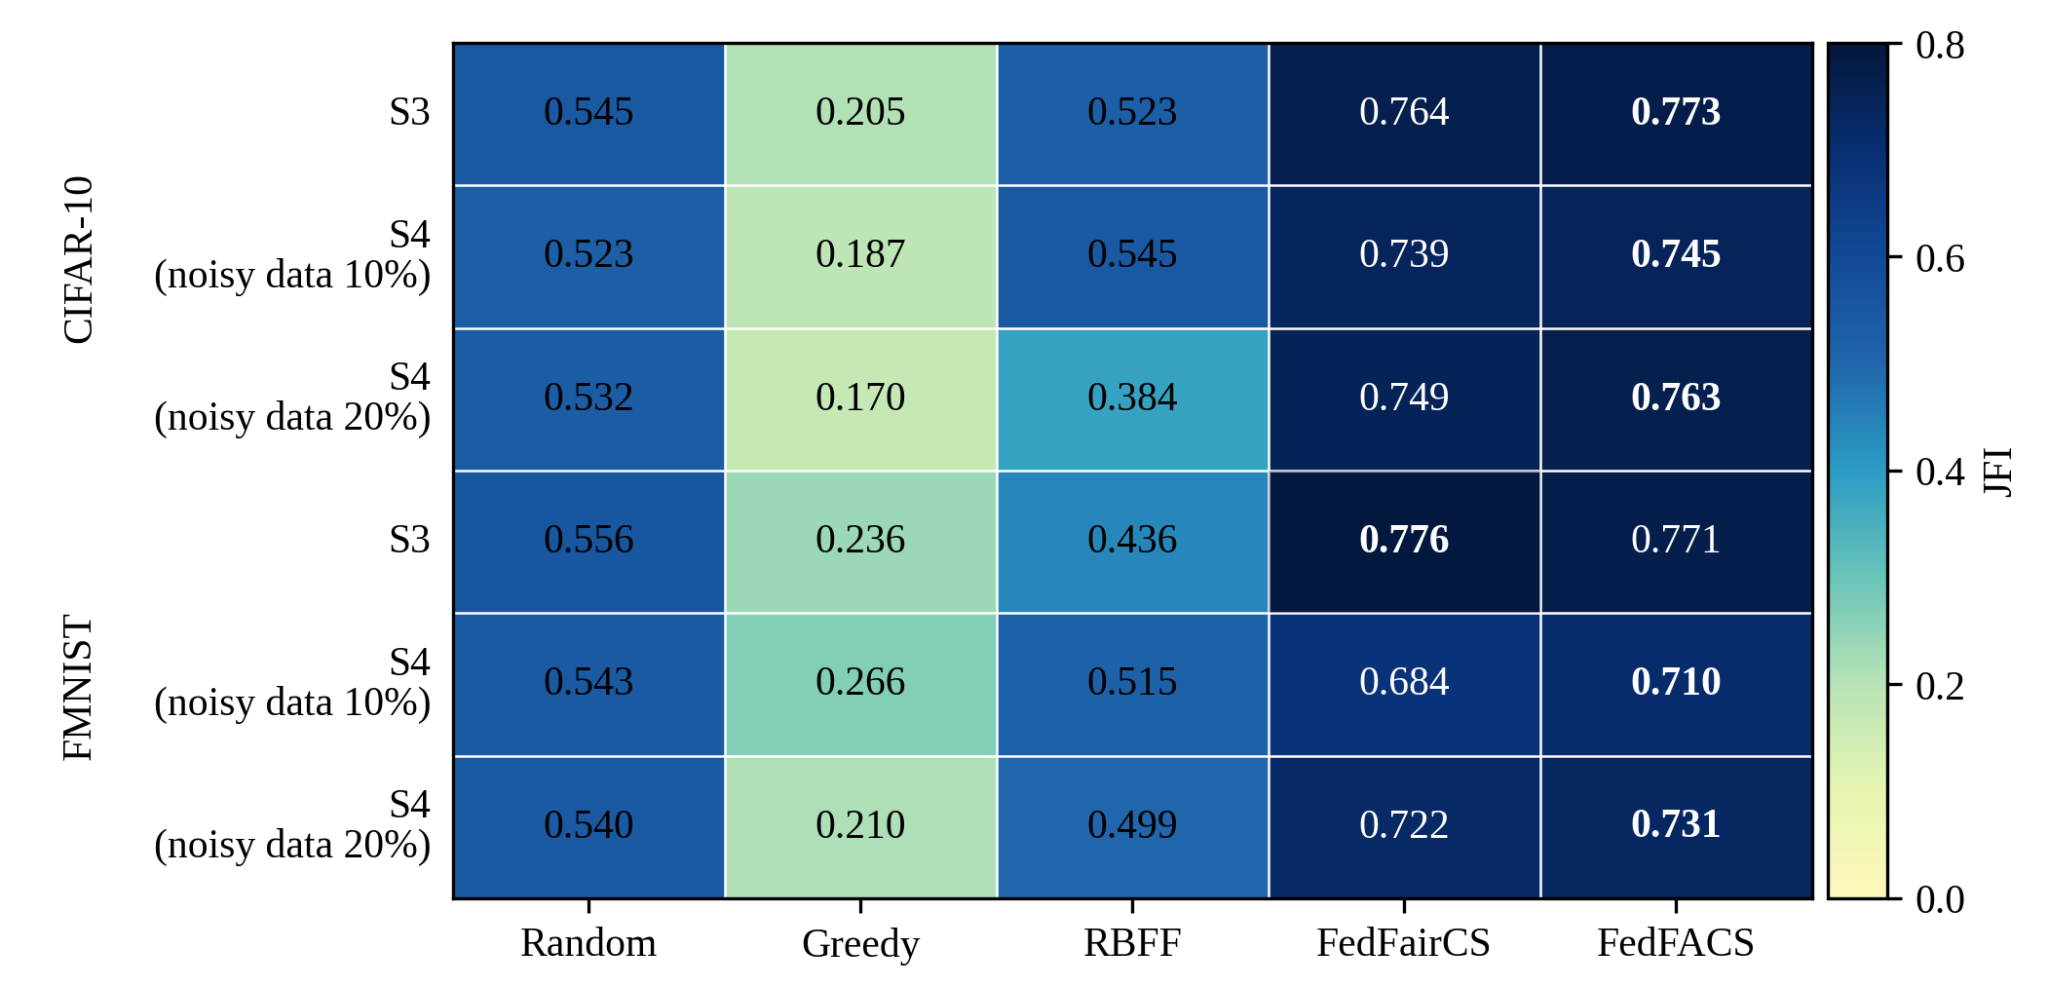 CIFAR-10
S3 0.545 0.205 0.523 0.764 0.773
S4
(noisy data 10%) 0.523 0.187 0.545 0.739 0.745
S4
(noisy data 20%) 0.532 0.170 0.384 0.749 0.763
FMNIST
S3 0.556 0.236 0.436 0.776 0.771
S4
(noisy data 10%) 0.543 0.266 0.515 0.684 0.710
S4
(noisy data 20%) 0.540 0.210 0.499 0.722 0.731
Random Greedy RBFF FedFairCS FedFACS
0.8
0.6
0.4
0.2
0.0
JFI